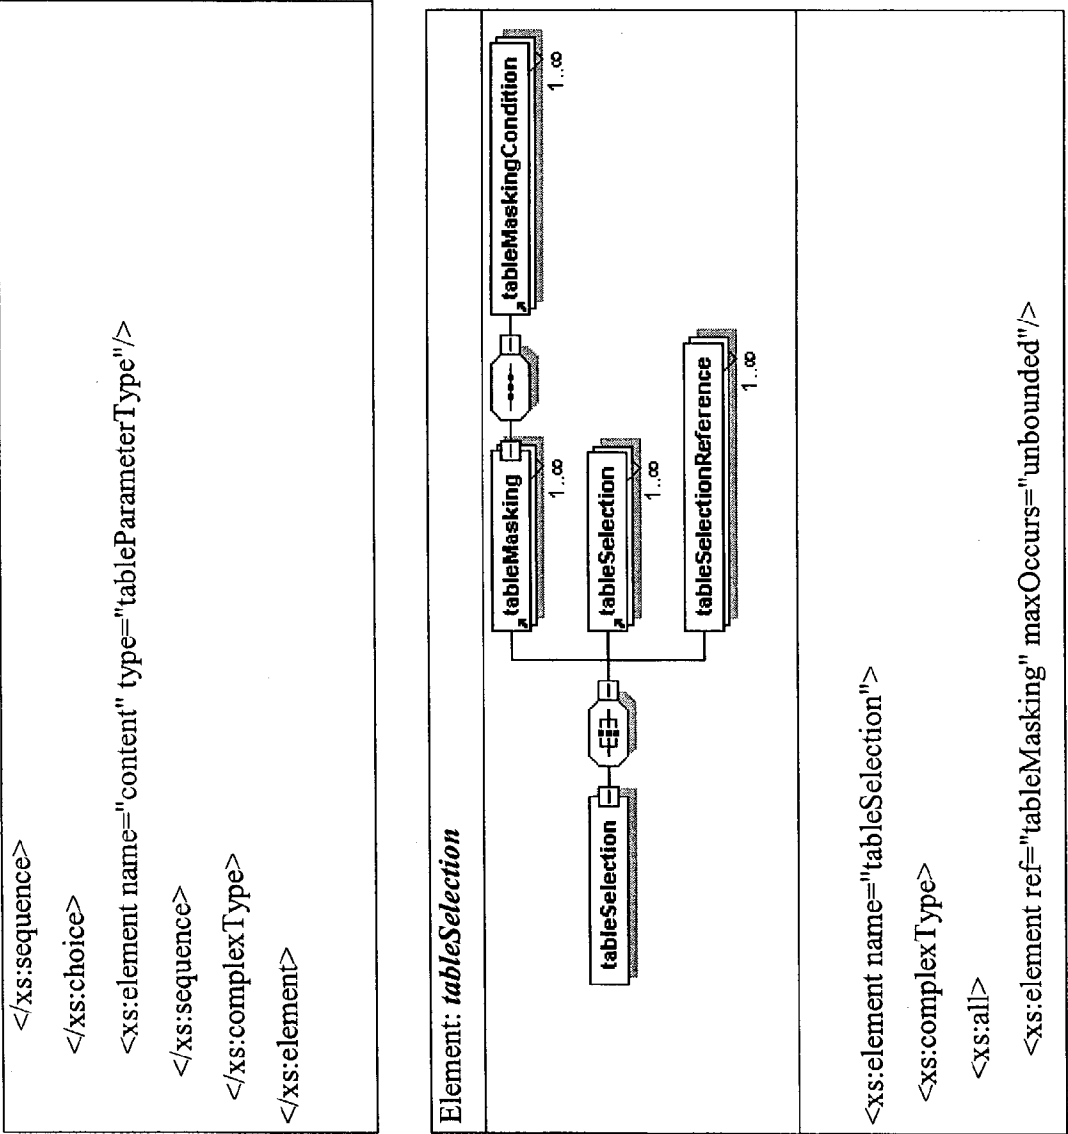 </xs:sequence>
</xs:choice>
<xs:element name="content" type="tableParameterType"/>
</xs:sequence>
</xs:complexType>
</xs:element>
Element: tableSelection
tableSelection
tableMasking
1..∞
tableMaskingCondition
1..∞
tableSelection
1..∞
tableSelectionReference
1..∞
<xs:element name="tableSelection">
<xs:complexType>
<xs:all>
<xs:element ref="tableMasking" maxOccurs="unbounded"/>